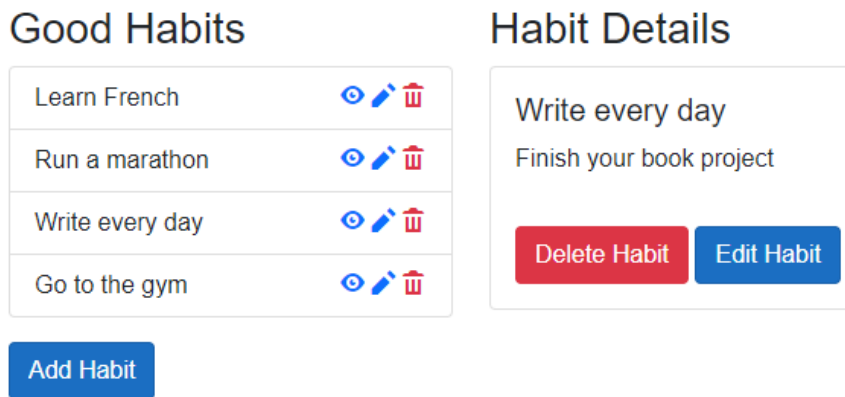 Good Habits
Learn French
Run a marathon
Write every day
Go to the gym
Add Habit
Habit Details
Write every day
Finish your book project
Delete Habit Edit Habit